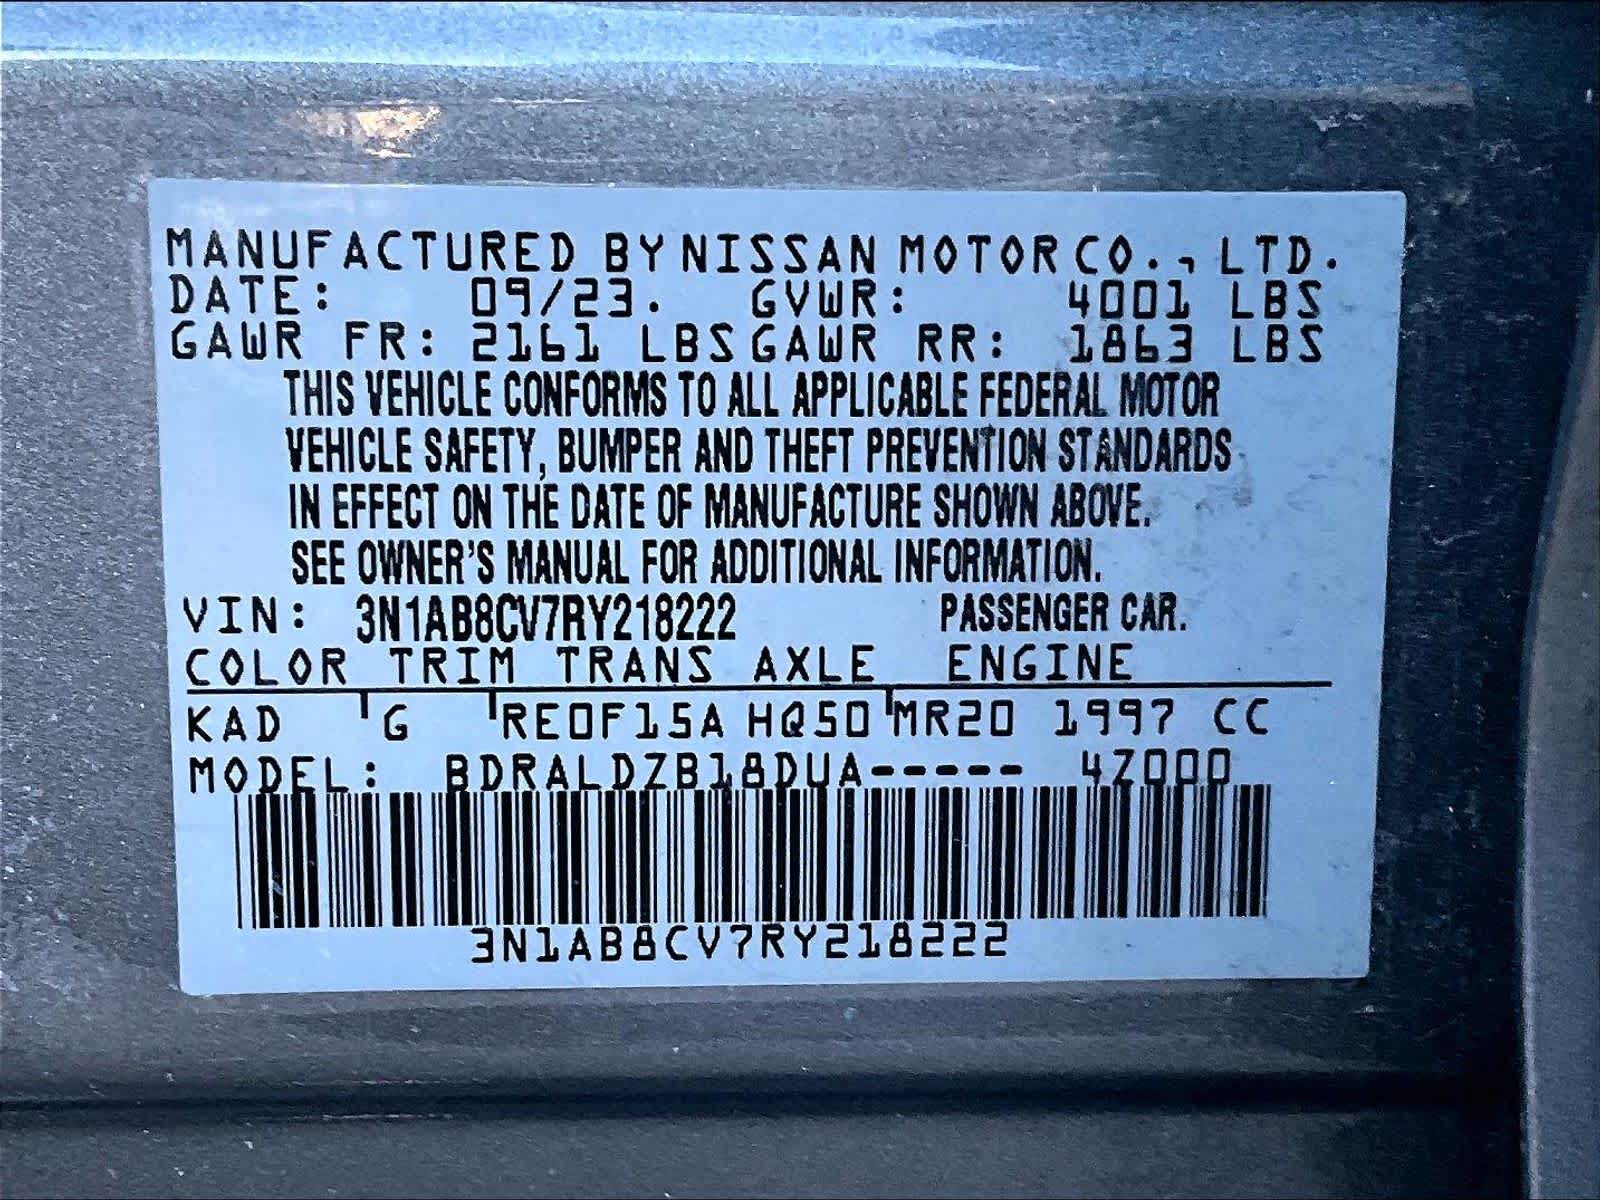 MANUFACTURED BY NISSAN MOTOR CO., LTD.
DATE: 09/23. GVWR: 4001 LBS
GAWR FR: 2161 LBS GAWR RR: 1863 LBS
THIS VEHICLE CONFORMS TO ALL APPLICABLE FEDERAL MOTOR
VEHICLE SAFETY, BUMPER AND THEFT PREVENTION STANDARDS
IN EFFECT ON THE DATE OF MANUFACTURE SHOWN ABOVE.
SEE OWNER'S MANUAL FOR ADDITIONAL INFORMATION.
VIN: 3N1AB8CV7RY218222 PASSENGER CAR.
COLOR TRIM TRANS AXLE ENGINE
KAD G RE0F15A HQ50 MR20 1997 CC
MODEL: BDRALDZB18DUA----- 4Z000
3N1AB8CV7RY218222